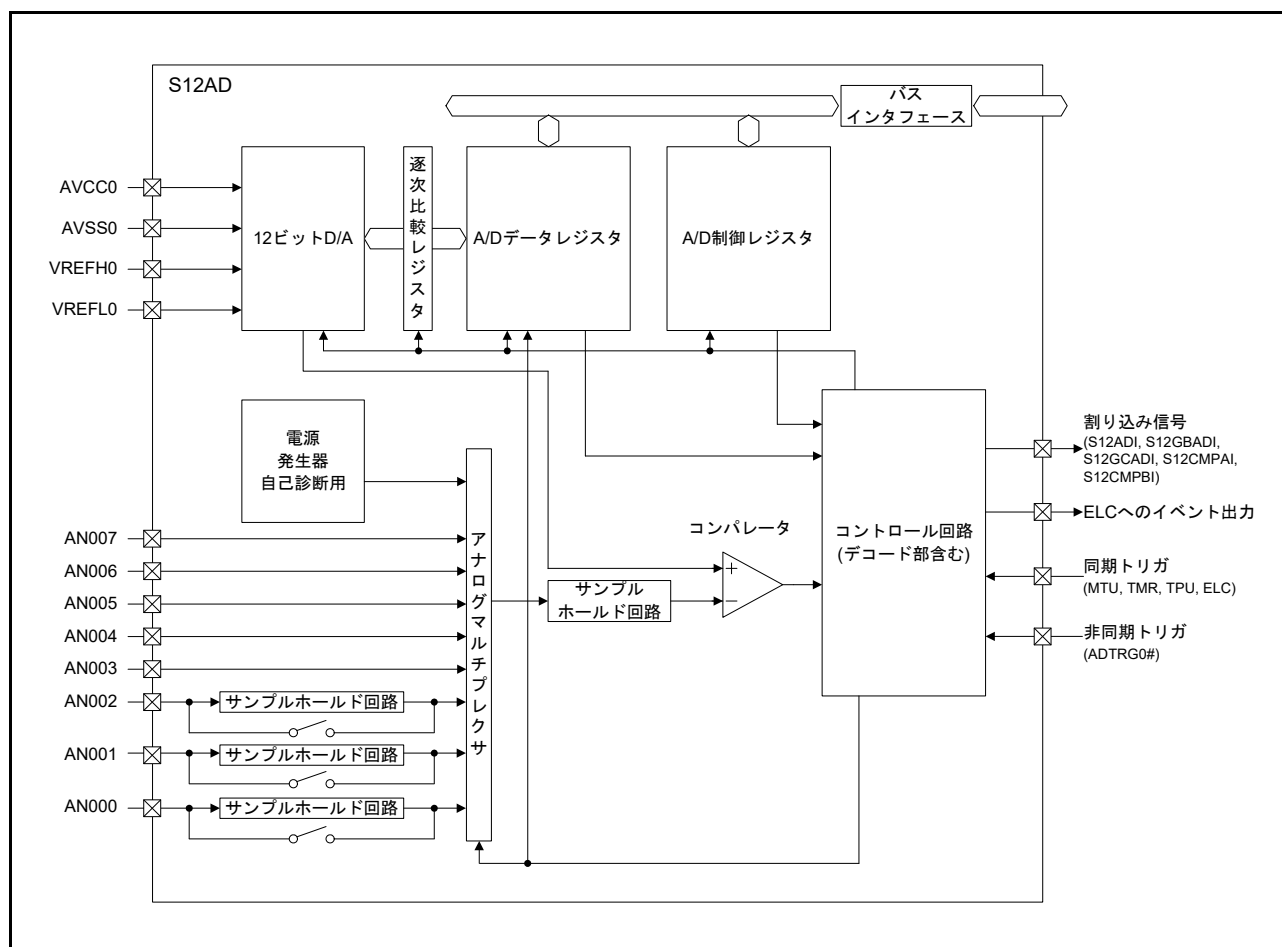 S12AD
バス
インタフェース
AVCC0
AVSS0
VREFH0
VREFL0
12ビットD/A
逐次比較レジスタ
A/Dデータレジスタ
A/D制御レジスタ
電源
発生器
自己診断用
AN007
AN006
AN005
AN004
AN003
AN002
AN001
AN000
サンプルホールド回路
サンプルホールド回路
サンプルホールド回路
アナログマルチプレクサ
サンプル
ホールド回路
コンパレータ
+
−
コントロール回路
(デコード部含む)
割り込み信号
(S12ADI, S12GBADI,
S12GCADI, S12CMPAI,
S12CMPBI)
ELCへのイベント出力
同期トリガ
(MTU, TMR, TPU, ELC)
非同期トリガ
(ADTRG0#)